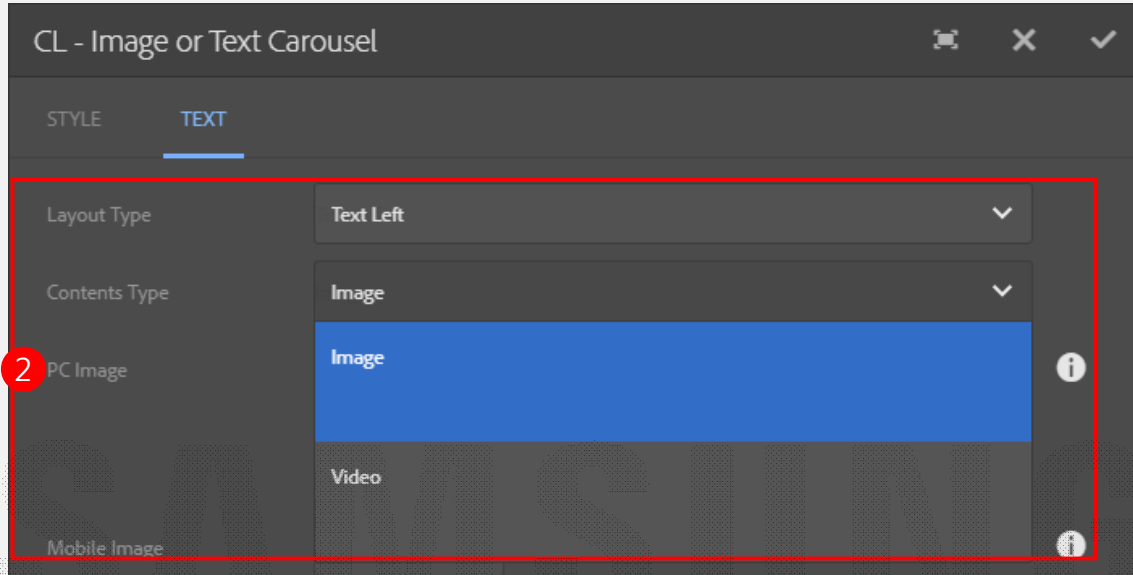 CL - Image or Text Carousel
STYLE TEXT
Layout Type Text Left
Contents Type Image
Image
2 PC Image
Video
Mobile Image
SAMSUNG